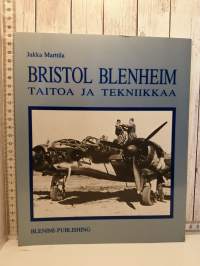 Jukka Marttila
BRISTOL BLENHEIM
TAITOA JA TEKNIIKKAA
BLENIMI-PUBLISHING